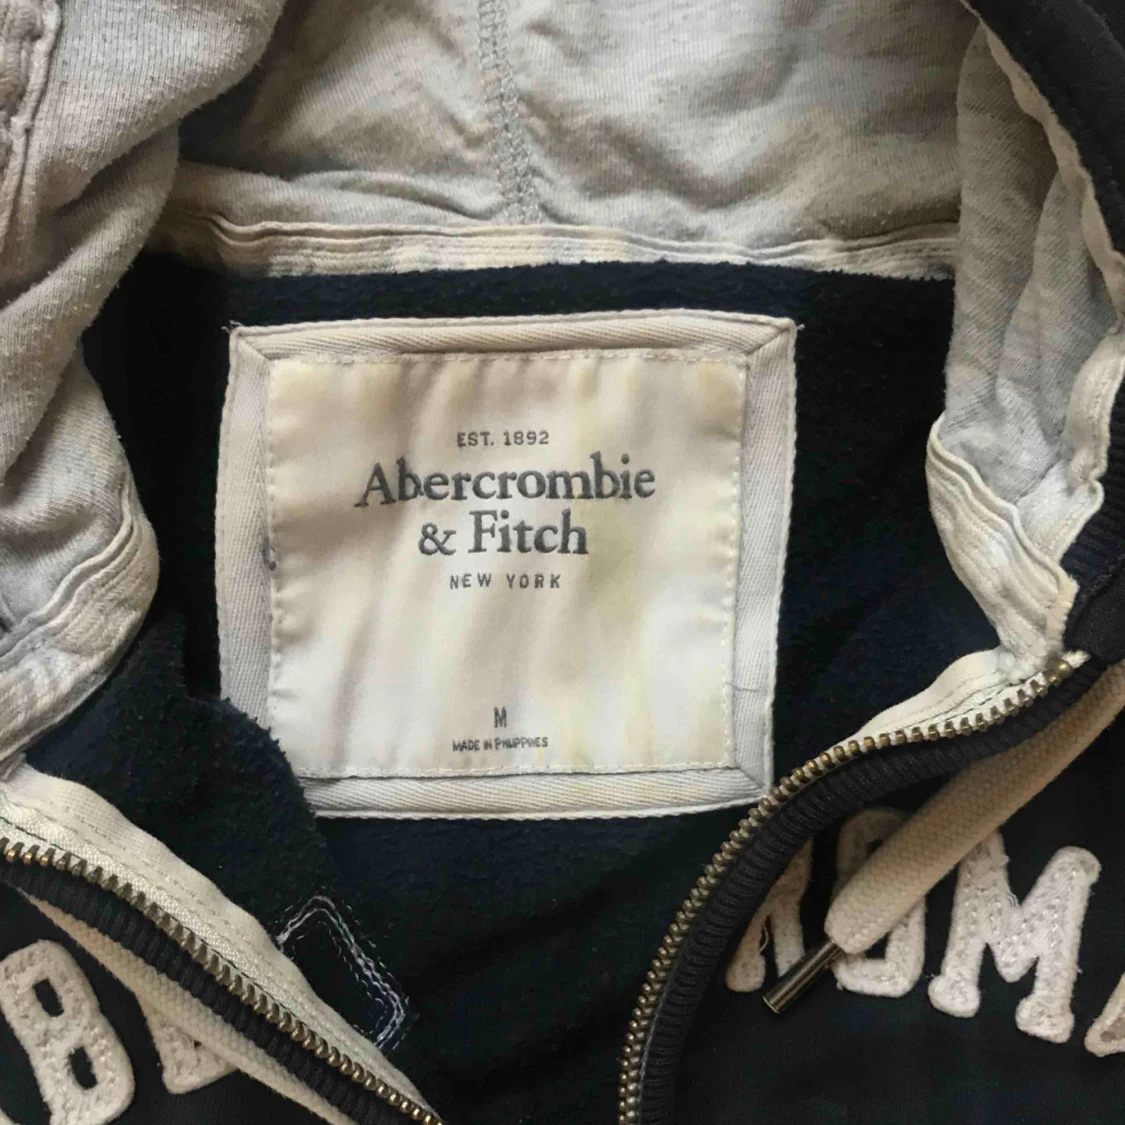 EST. 1892
Abercrombie
& Fitch
NEW YORK
M
MADE IN PHILIPPINES